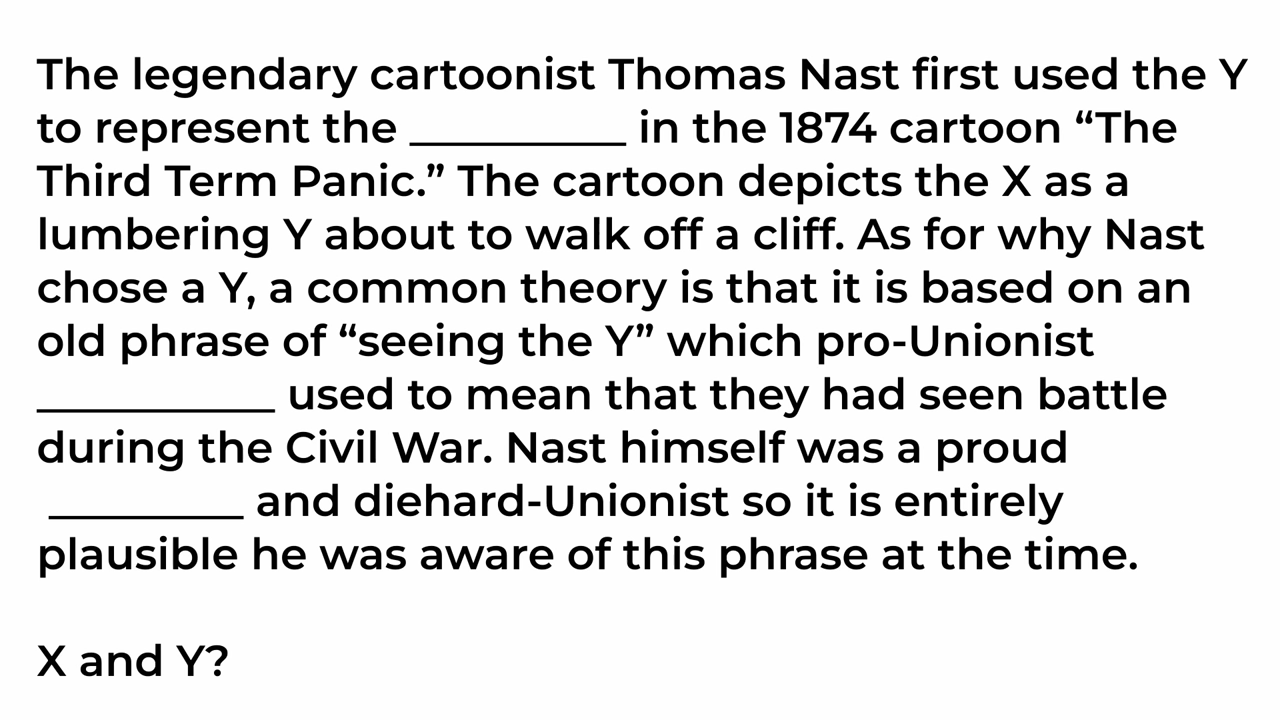 The legendary cartoonist Thomas Nast first used the Y
to represent the __________ in the 1874 cartoon “The
Third Term Panic.” The cartoon depicts the X as a
lumbering Y about to walk off a cliff. As for why Nast
chose a Y, a common theory is that it is based on an
old phrase of “seeing the Y” which pro-Unionist
___________ used to mean that they had seen battle
during the Civil War. Nast himself was a proud
_________ and diehard-Unionist so it is entirely
plausible he was aware of this phrase at the time.
X and Y?